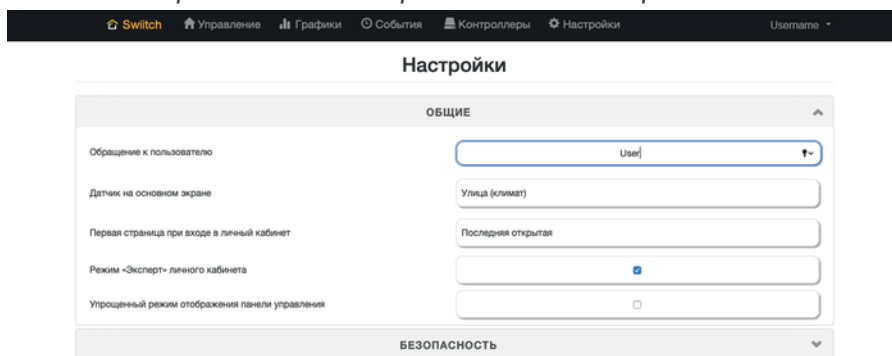 Swiitch Управление Графики События Контроллеры Настройки Username
Настройки
ОБЩИЕ
Обращение к пользователю User
Датчик на основном экране Улица (климат)
Первая страница при входе в личный кабинет Последняя открытая
Режим «Эксперт» личного кабинета
Упрощенный режим отображения панели управления
БЕЗОПАСНОСТЬ